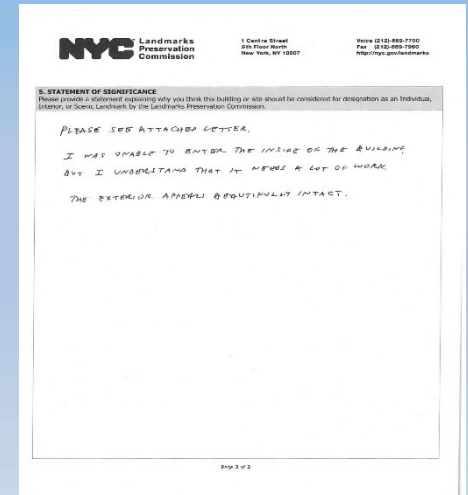 NYC Landmarks
Preservation
Commission
1 Centre Street
9th Floor North
New York, NY 10007
Voice (212)-669-7700
Fax (212)-669-7960
http://nyc.gov/landmarks
5. STATEMENT OF SIGNIFICANCE
Please provide a statement explaining why you think this building or site should be considered for designation as an Individual,
Interior, or Scenic Landmark by the Landmarks Preservation Commission.
PLEASE SEE ATTACHED LETTER.
I WAS UNABLE TO ENTER THE INSIDE OF THE BUILDING
BUT I UNDERSTAND THAT IT NEEDS A LOT OF WORK.
THE EXTERIOR APPEARS BEAUTIFULLY INTACT.
Page 2 of 2